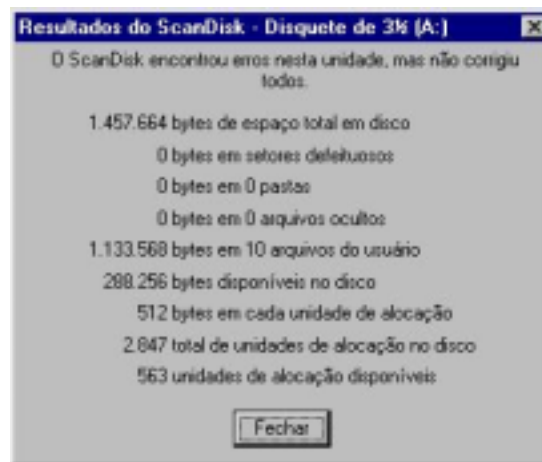 Resultados do ScanDisk - Disquete de 3½ (A:)
O ScanDisk encontrou erros nesta unidade, mas não corrigiu
todos.
1.457.664 bytes de espaço total em disco
0 bytes em setores defeituosos
0 bytes em 0 pastas
0 bytes em 0 arquivos ocultos
1.133.568 bytes em 10 arquivos do usuário
288.256 bytes disponíveis no disco
512 bytes em cada unidade de alocação
2.847 total de unidades de alocação no disco
563 unidades de alocação disponíveis
Fechar